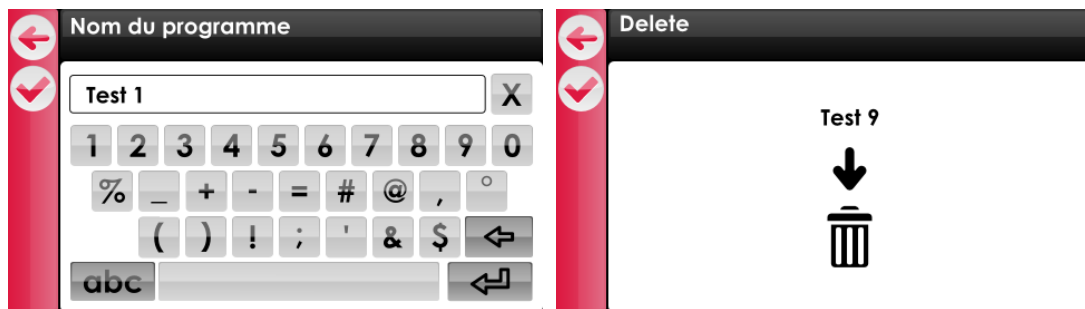 Nom du programme
Test 1
X
1 2 3 4 5 6 7 8 9 0
% _ + - = # @ , °
( ) ! ; ' & $
abc
Delete
Test 9